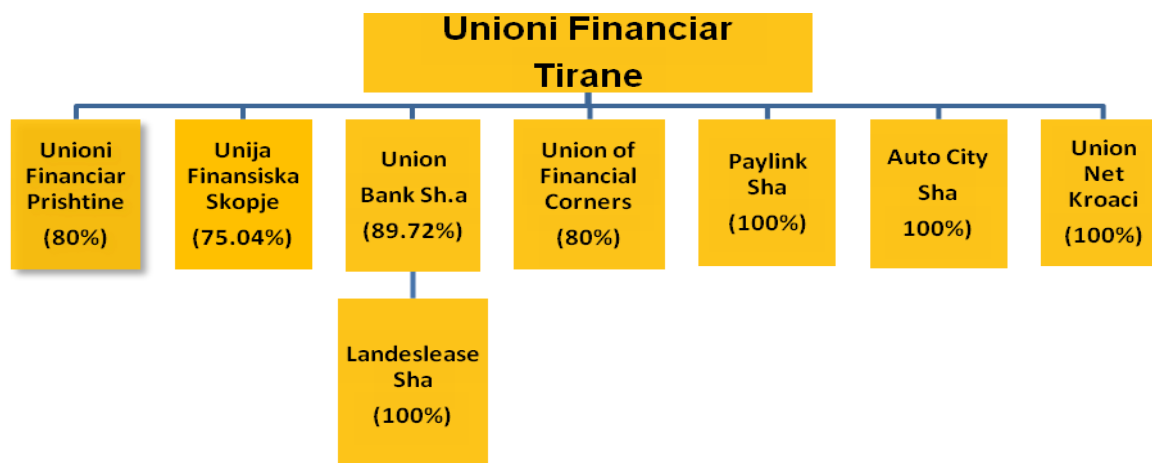 Unioni Financiar
Tirane
Unioni
Financiar
Prishtine
(80%)
Unija
Finansiska
Skopje
(75.04%)
Union
Bank Sh.a
(89.72%)
Union of
Financial
Corners
(80%)
Paylink
Sha
(100%)
Auto City
Sha
100%)
Union
Net
Kroaci
(100%)
Landeslease
Sha
(100%)